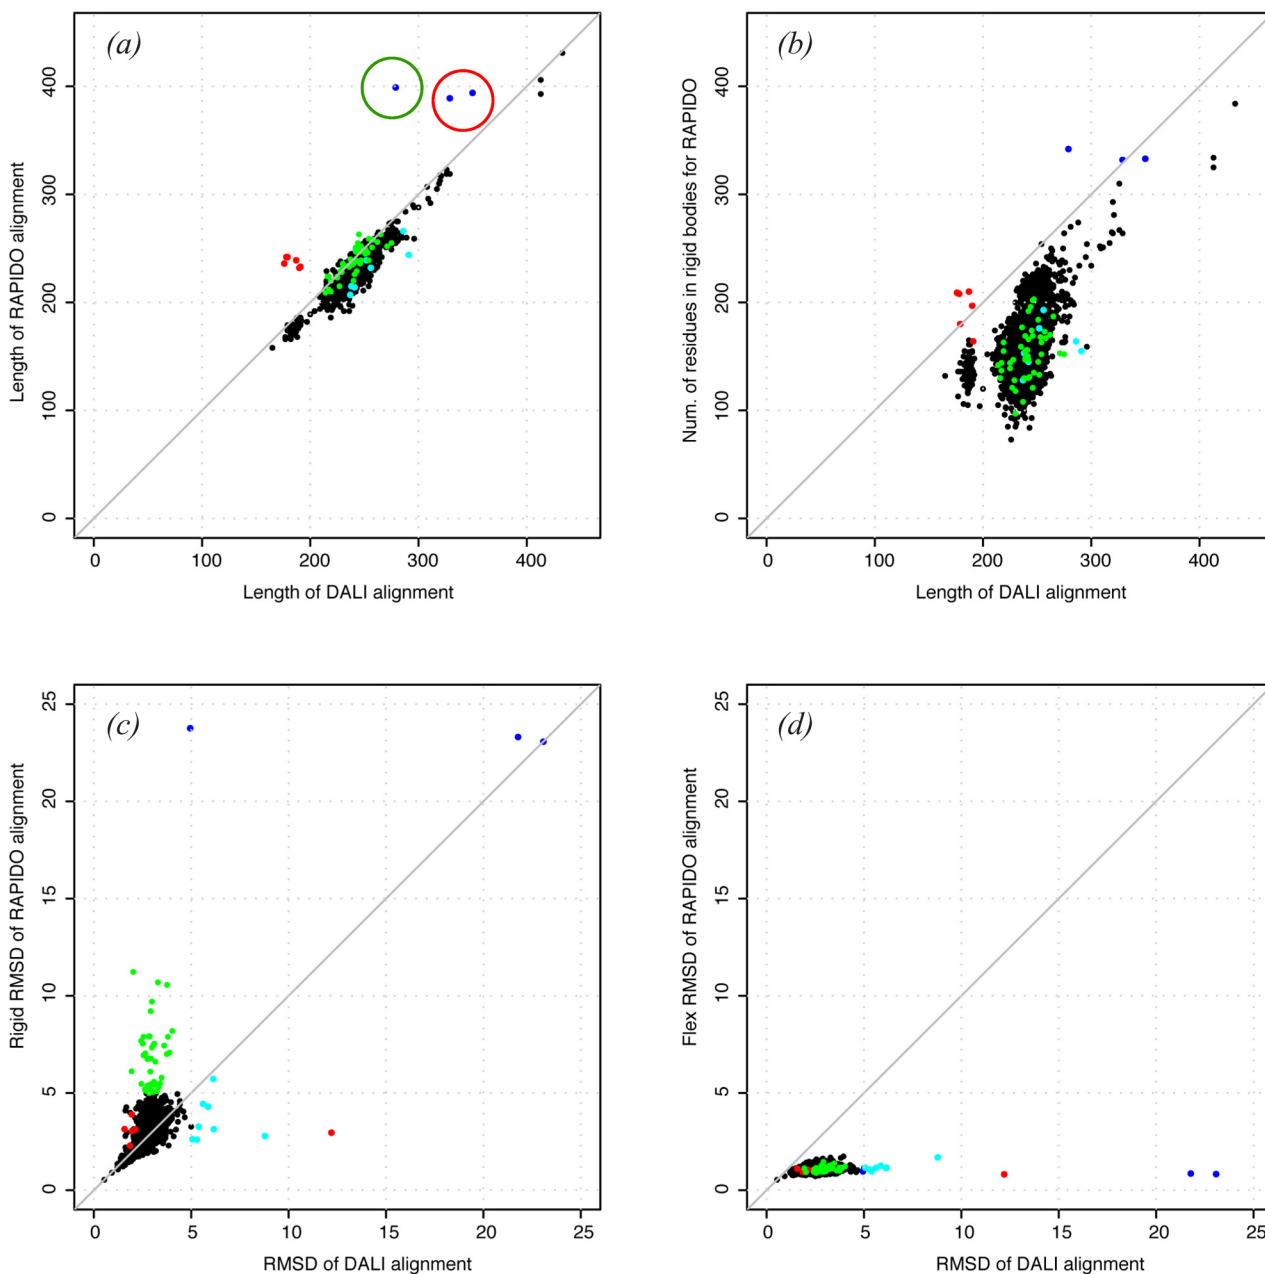 (a)
Length of RAPIDO alignment
0 100 200 300 400
0 100 200 300 400
Length of DALI alignment
(b)
Num. of residues in rigid bodies for RAPIDO
0 100 200 300 400
0 100 200 300 400
Length of DALI alignment
(c)
Rigid RMSD of RAPIDO alignment
0 5 10 15 20 25
0 5 10 15 20 25
RMSD of DALI alignment
(d)
Flex RMSD of RAPIDO alignment
0 5 10 15 20 25
0 5 10 15 20 25
RMSD of DALI alignment